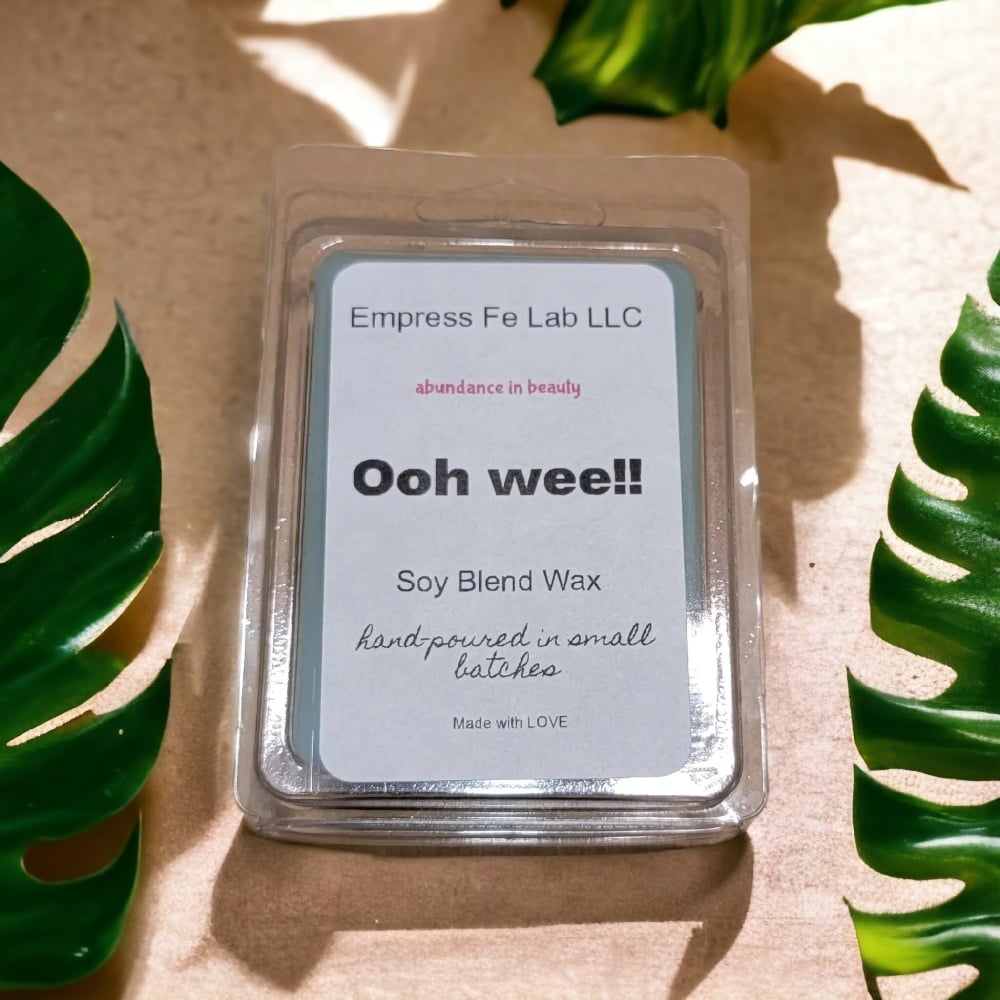 Empress Fe Lab LLC
abundance in beauty
Ooh wee!!
Soy Blend Wax
hand-poured in small
batches
Made with LOVE